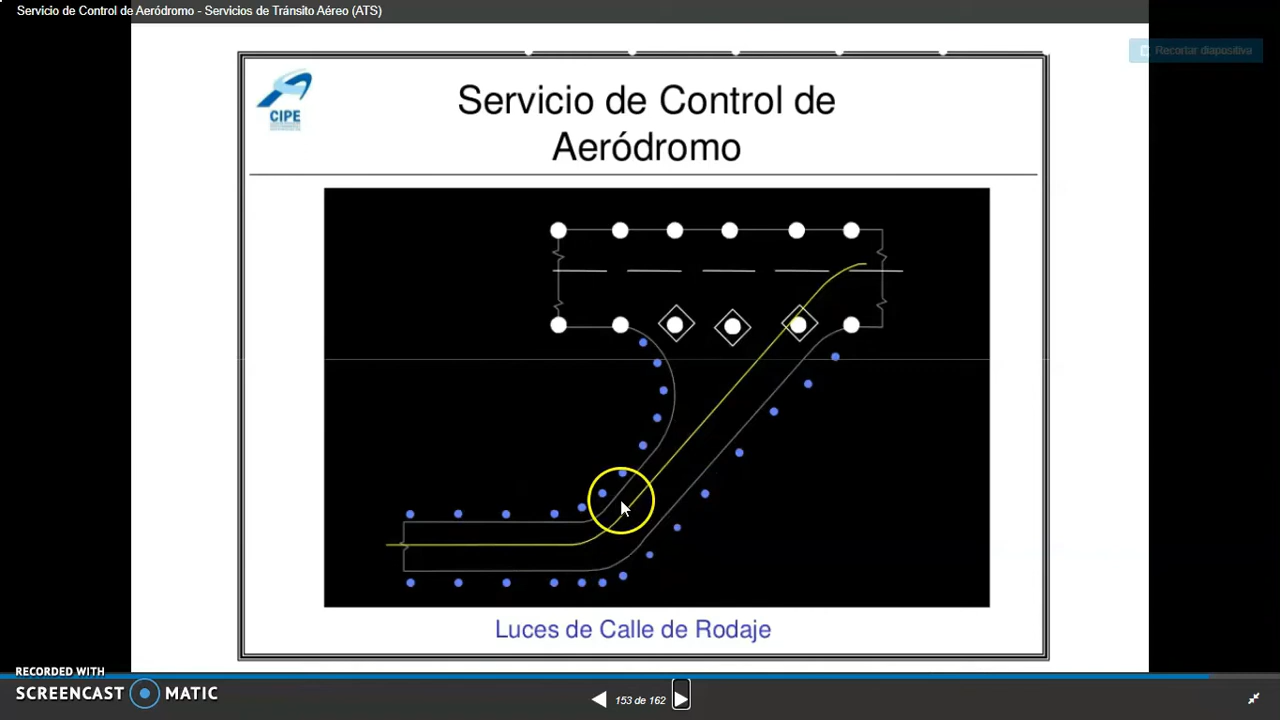 Servicio de Control de Aeródromo - Servicios de Tránsito Aéreo (ATS)
Recortar diapositiva
CIPE
Servicio de Control de
Aeródromo
Luces de Calle de Rodaje
RECORDED WITH
SCREENCAST MATIC
153 de 162